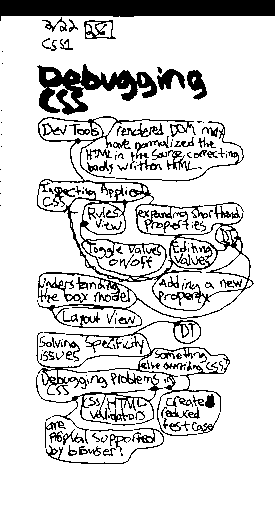 3/22 256
CSS1
Debugging
CSS
Dev Tools rendered DOM may
have normalized the
HTML in the source, correcting
badly written HTML.
Inspecting Applied
CSS
Rules expanding shorthand
View Properties
Toggle Values Editing DT
on/off Values
Understanding Adding a new
the box model Property
Layout View
DT
Solving Specificity
issues Something
else overriding CSS?
Debugging Problems in
CSS/HTML Create
Validators reduced
are test case
supported
by browser?